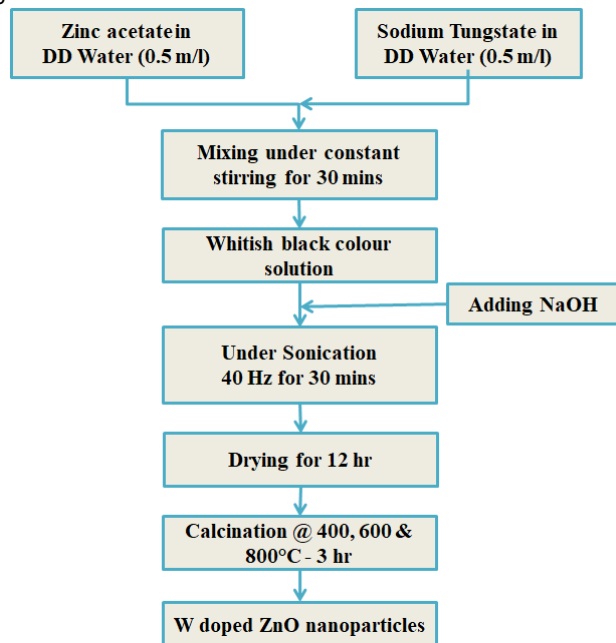 Zinc acetate in
DD Water (0.5 m/l)
Sodium Tungstate in
DD Water (0.5 m/l)
Mixing under constant
stirring for 30 mins
Whitish black colour
solution
Adding NaOH
Under Sonication
40 Hz for 30 mins
Drying for 12 hr
Calcination @ 400, 600 &
800°C - 3 hr
W doped ZnO nanoparticles